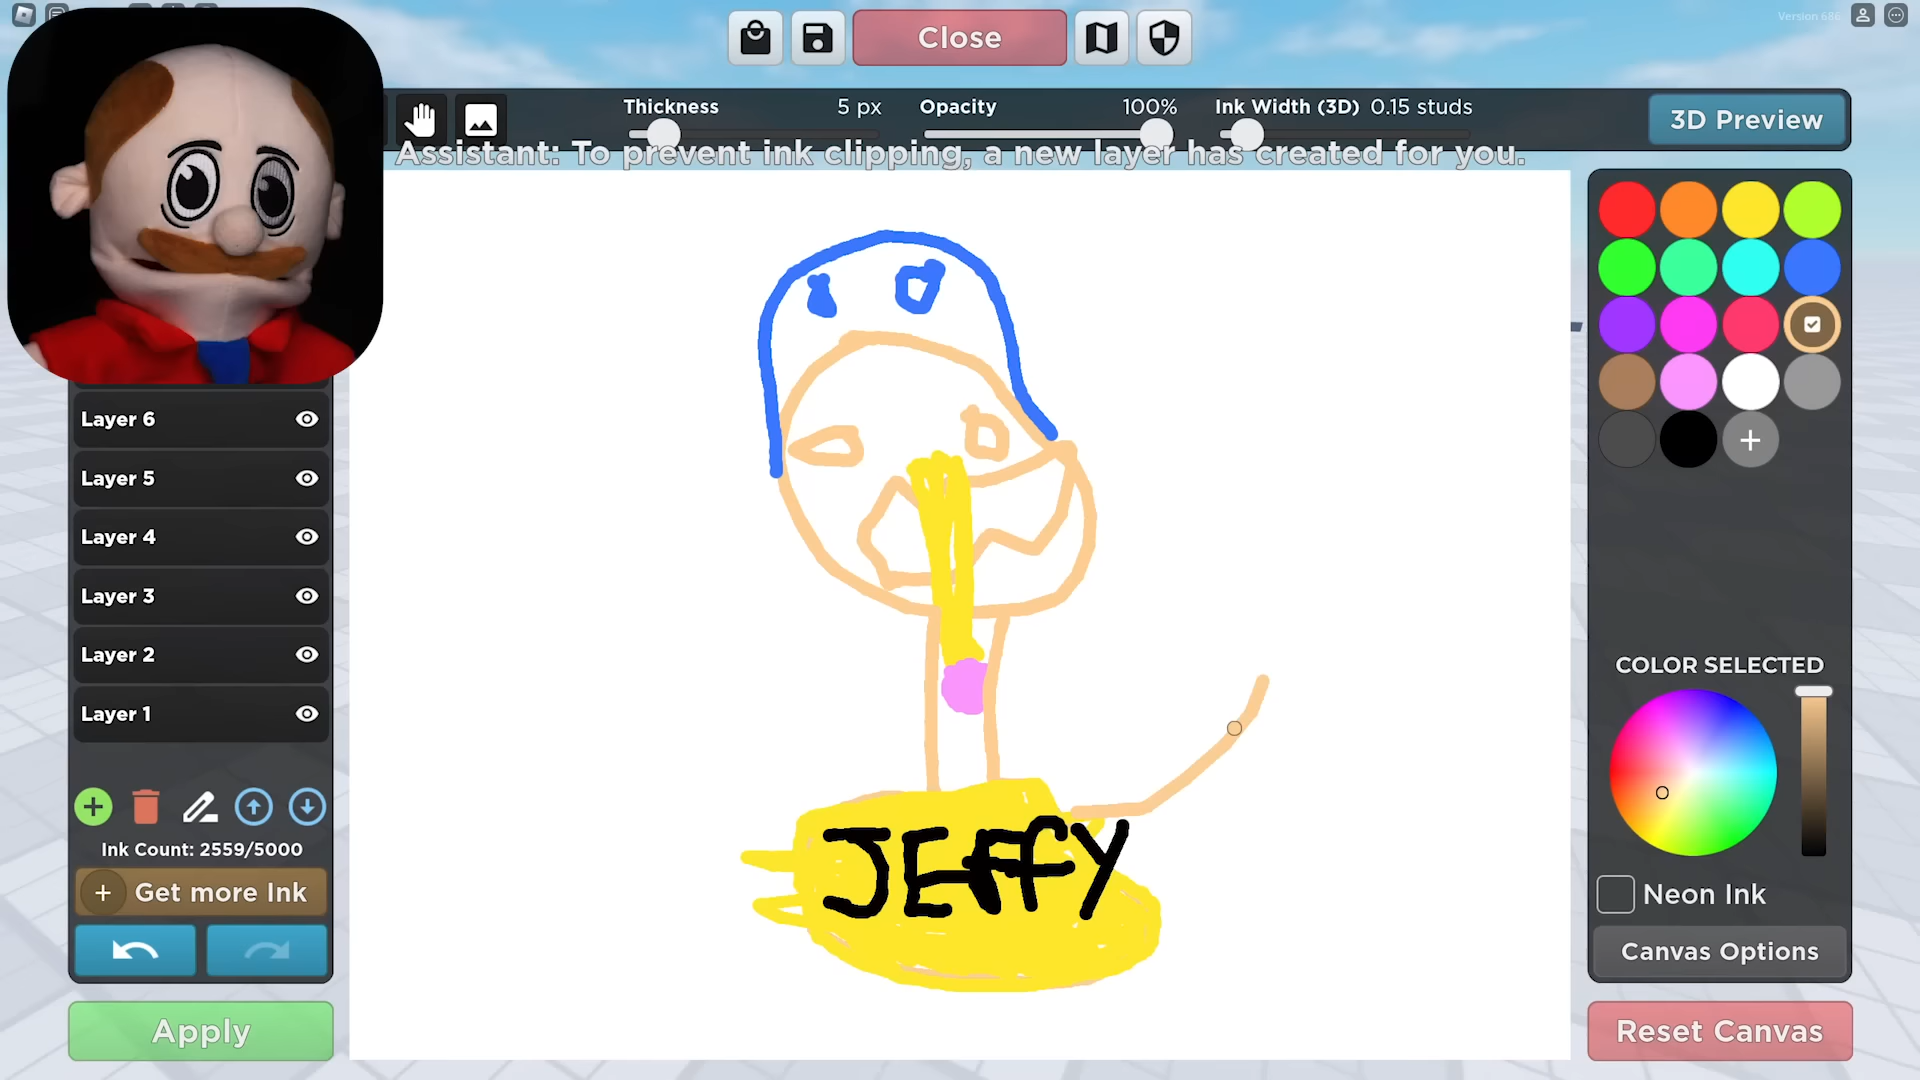 Close
Version 686
Thickness 5 px Opacity 100% Ink Width (3D) 0.15 studs
3D Preview
Assistant: To prevent ink clipping, a new layer has created for you.
Layer 6
Layer 5
Layer 4
Layer 3
Layer 2
Layer 1
Ink Count: 2559/5000
+ Get more Ink
Apply
JEFFY
COLOR SELECTED
Neon Ink
Canvas Options
Reset Canvas